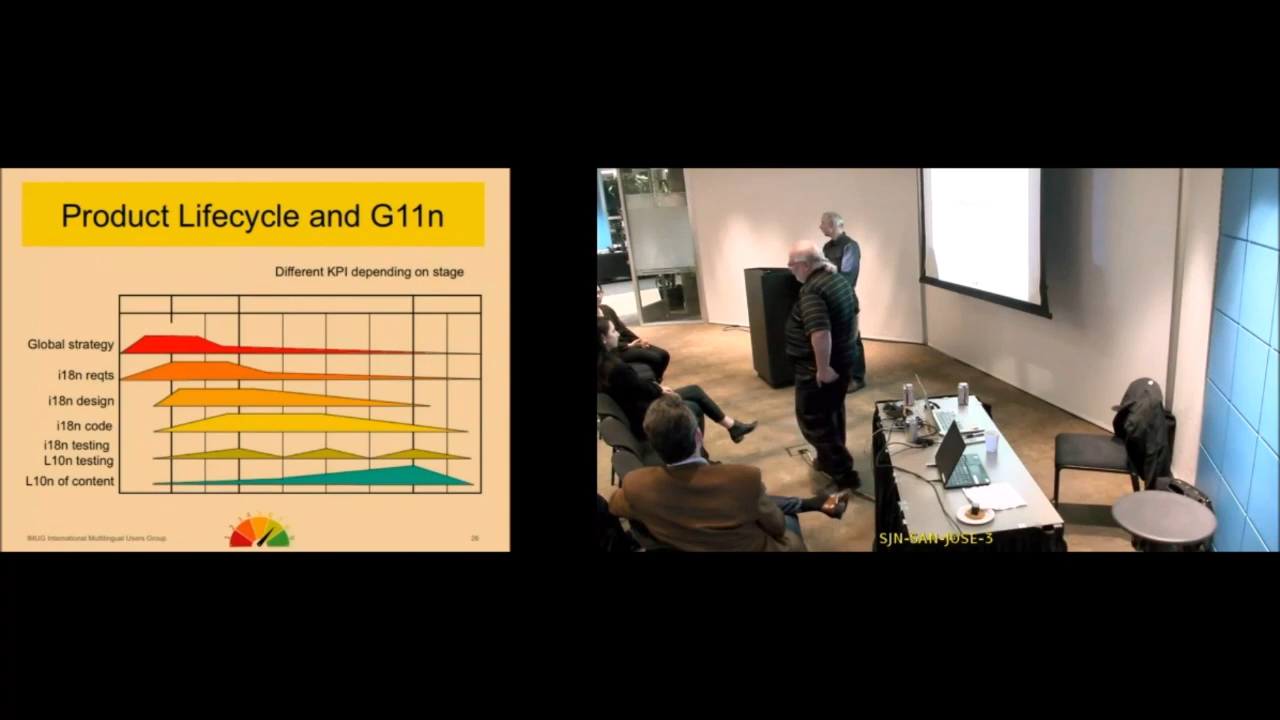 Product Lifecycle and G11n
Different KPI depending on stage
Global strategy
i18n reqts
i18n design
i18n code
i18n testing
L10n testing
L10n of content
IMUG International Multilingual Users Group
26
SJN-SAN-JOSE-3